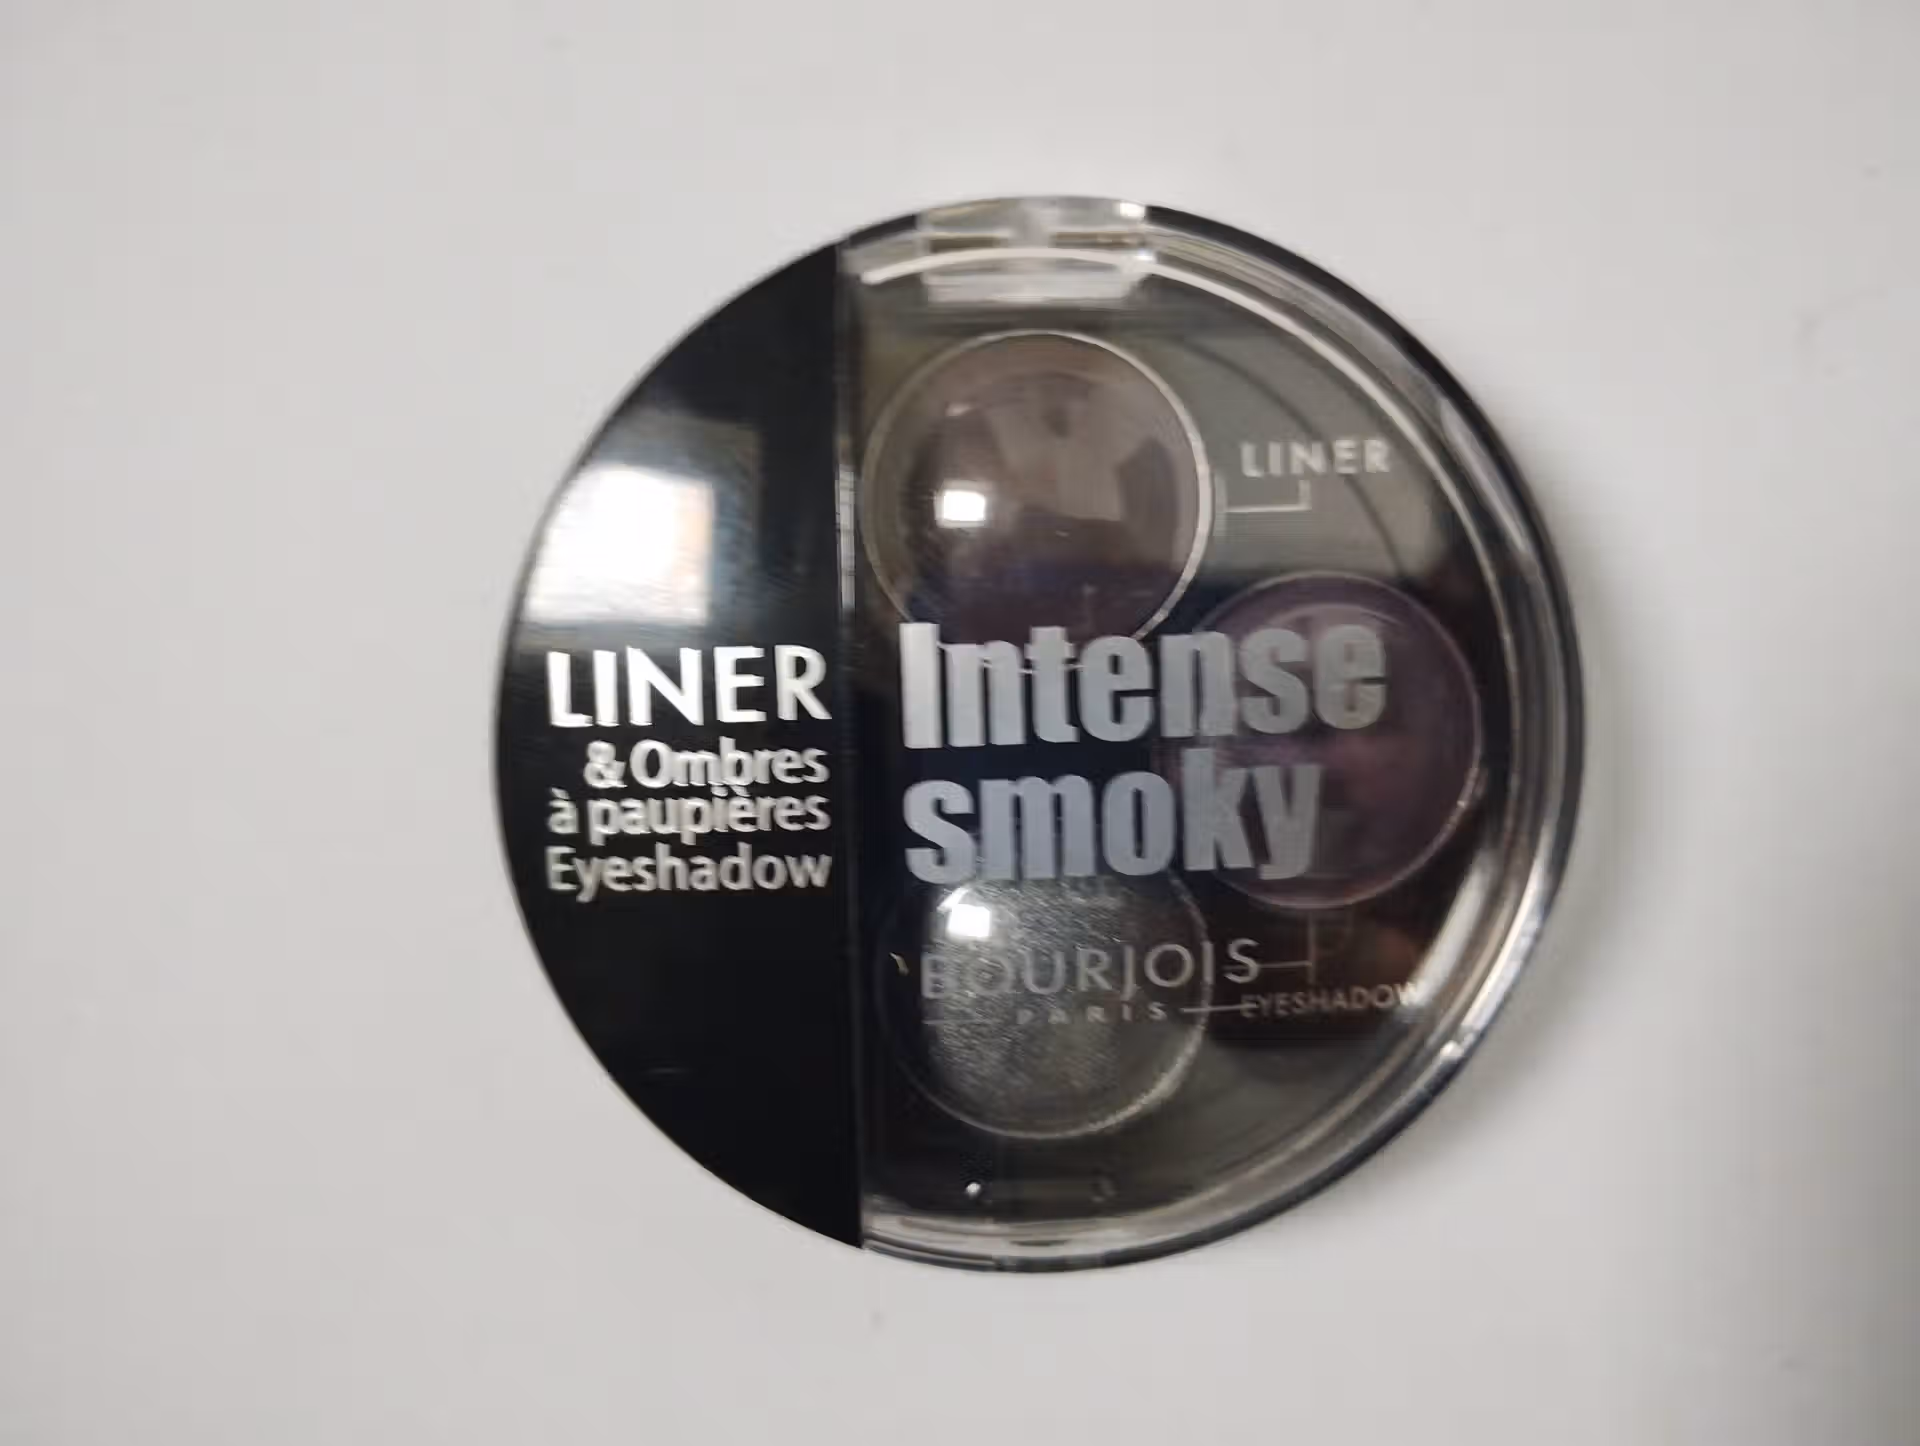 LINER
& Ombres
à paupières
Eyeshadow
LINER
Intense
smoky
BOURJOIS
PARIS
EYESHADOW